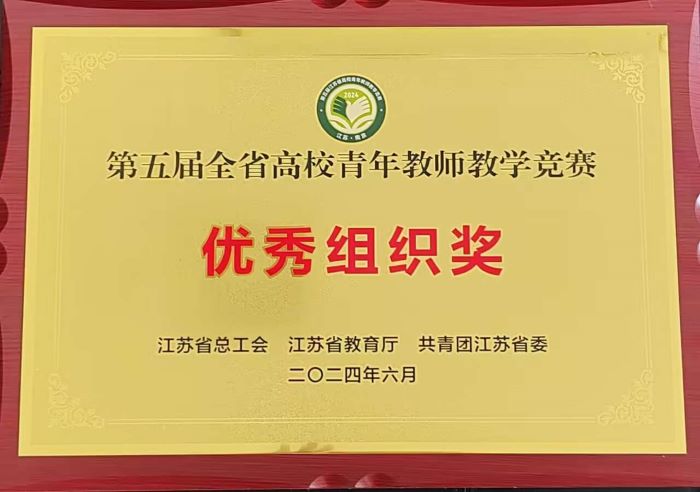 2024
第五届全省高校青年教师教学竞赛
优秀组织奖
江苏省总工会 江苏省教育厅 共青团江苏省委
二〇二四年六月